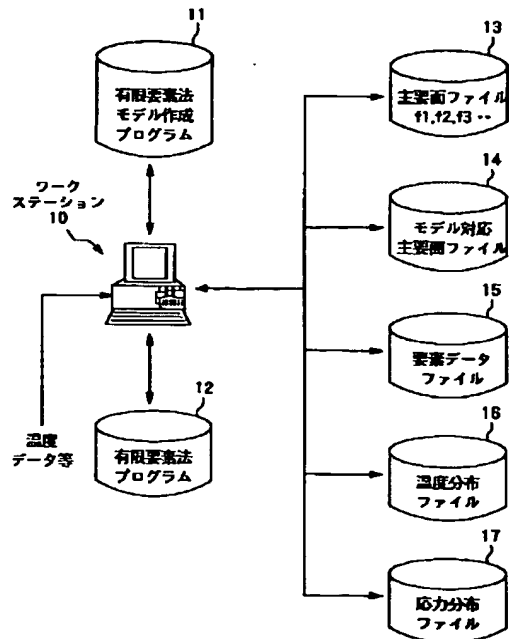 11
有限要素法
モデル作成
プログラム
ワーク
ステーション
10
12
有限要素法
プログラム
温度
データ等
13
主要面ファイル
f1,f2,f3 ･･
14
モデル対応
主要面ファイル
15
要素データ
ファイル
16
温度分布
ファイル
17
応力分布
ファイル